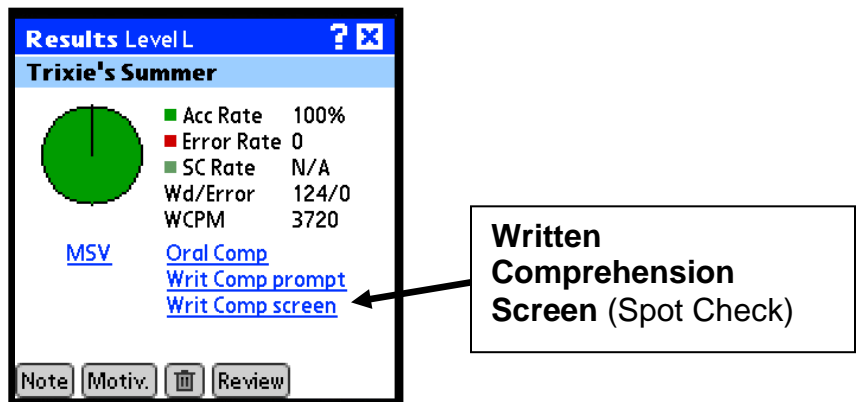 Results Level L ?
Trixie's Summer
Acc Rate 100%
Error Rate 0
SC Rate N/A
Wd/Error 124/0
WCPM 3720
MSV Oral Comp
Writ Comp prompt
Writ Comp screen
Note Motiv. Review
Written
Comprehension
Screen (Spot Check)